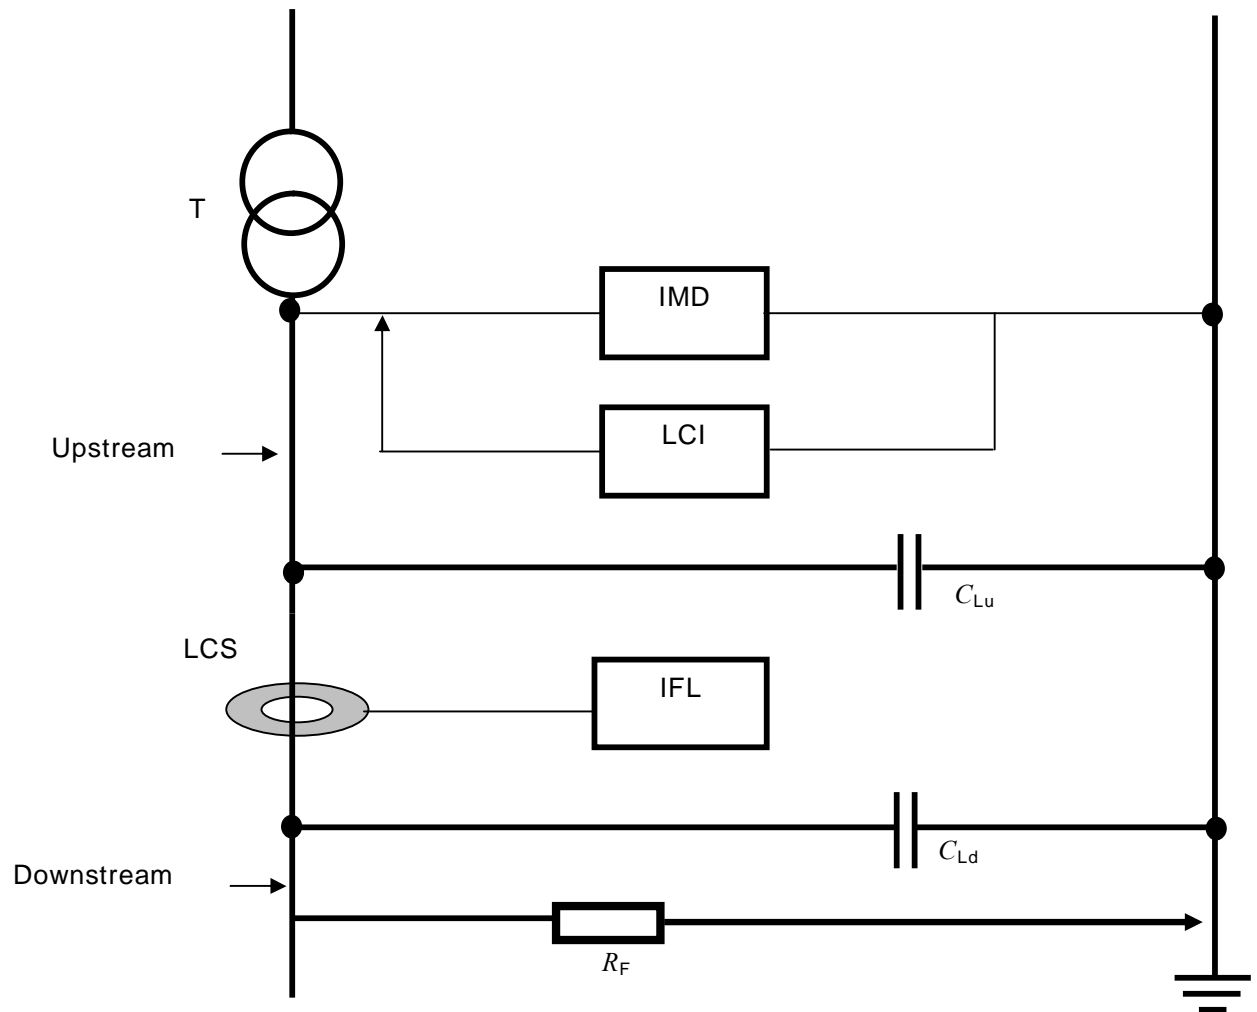 T
IMD
LCI
Upstream
CLu
LCS
IFL
CLd
Downstream
RF